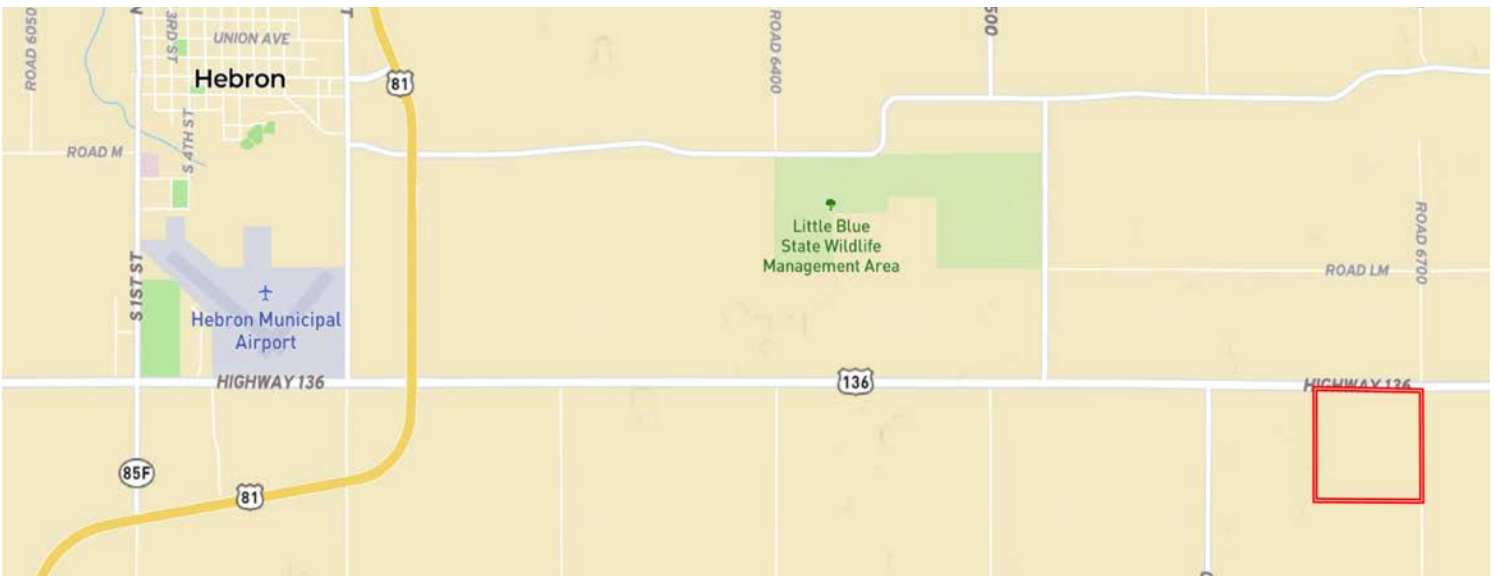 ROAD 6050
3RD ST
UNION AVE
Hebron
81
ROAD 6400
500
ROAD M
S 4TH ST
Little Blue
State Wildlife
Management Area
ROAD 6700
ROAD LM
S 1ST ST
Hebron Municipal
Airport
HIGHWAY 136
136
HIGHWAY 136
85F
81